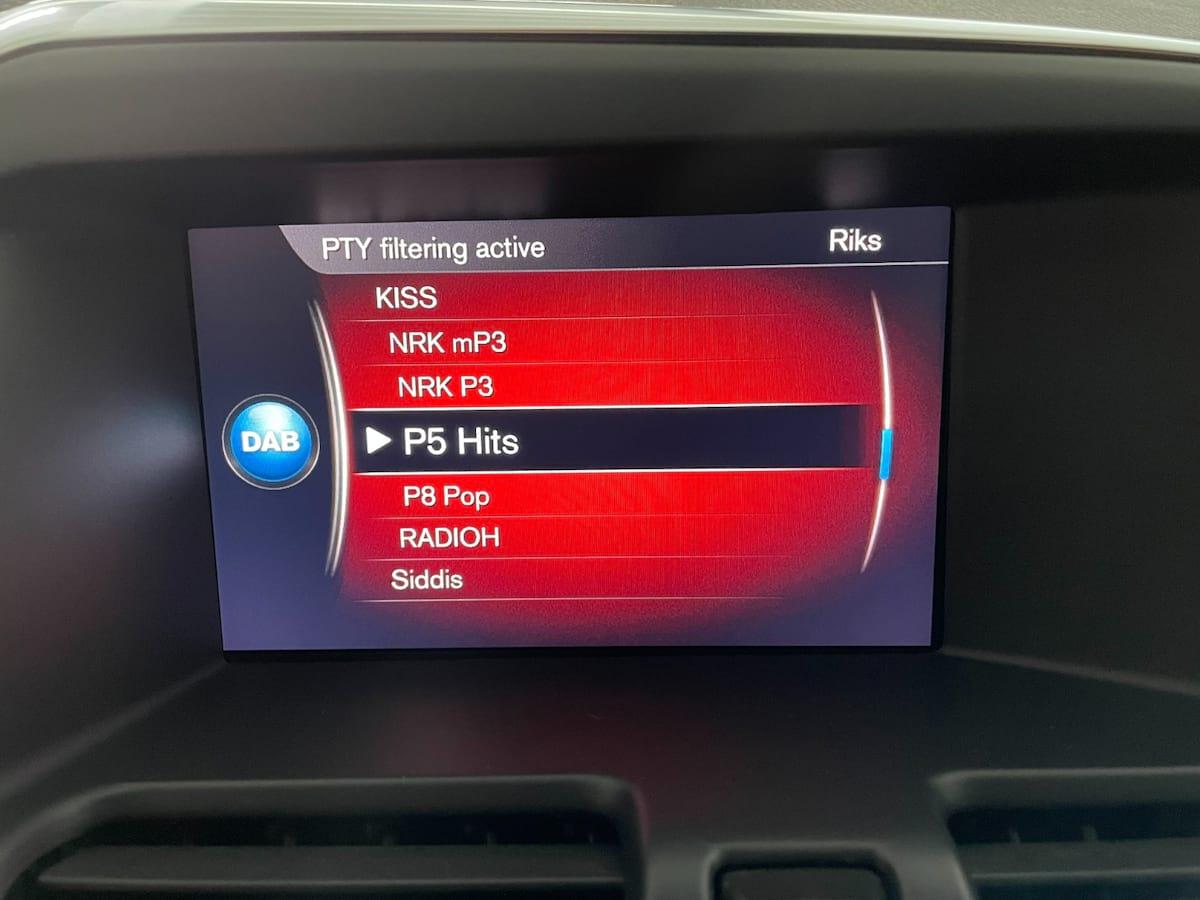 PTY filtering active
Riks
KISS
NRK mP3
NRK P3
DAB
P5 Hits
P8 Pop
RADIOH
Siddis